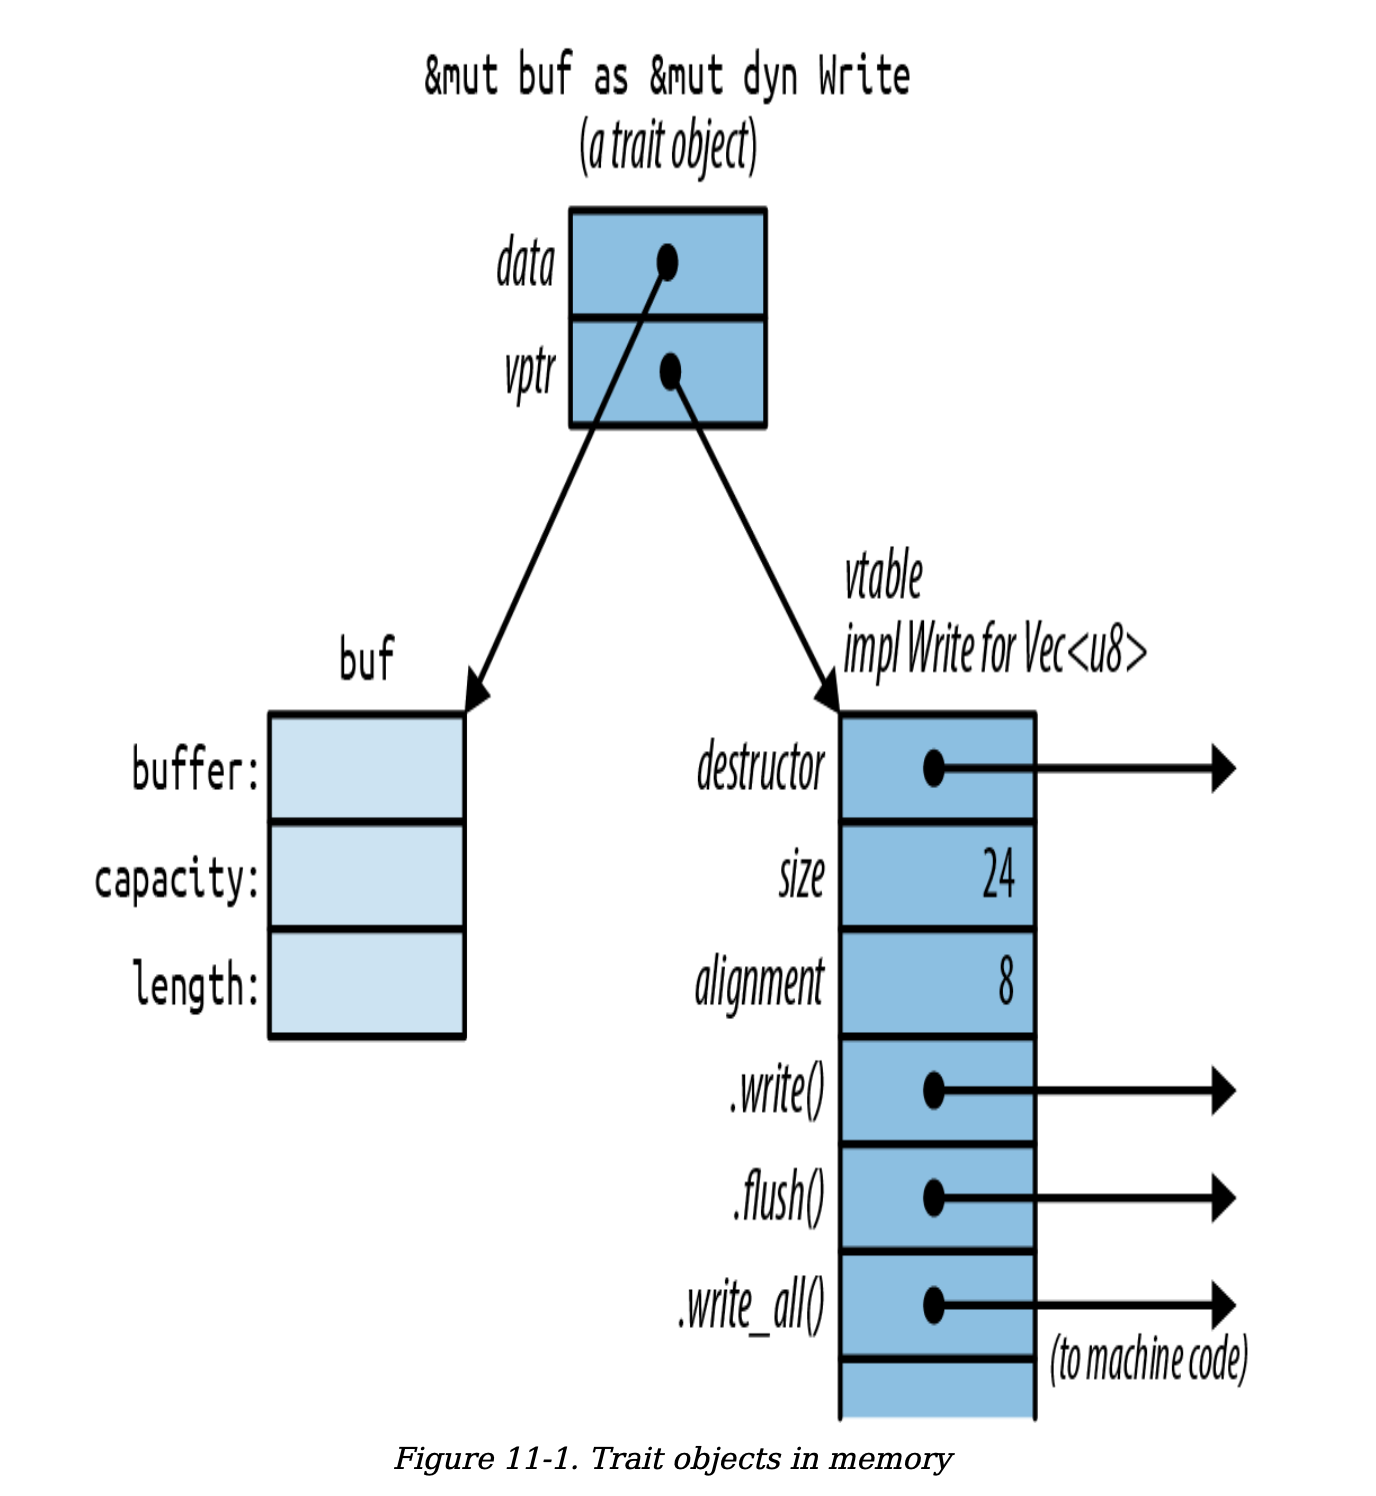 &mut buf as &mut dyn Write
(a trait object)
data
vptr
vtable
impl Write for Vec<u8>
buf
buffer:
capacity:
length:
destructor
size 24
alignment 8
.write()
.flush()
.write_all()
(to machine code)
Figure 11-1. Trait objects in memory